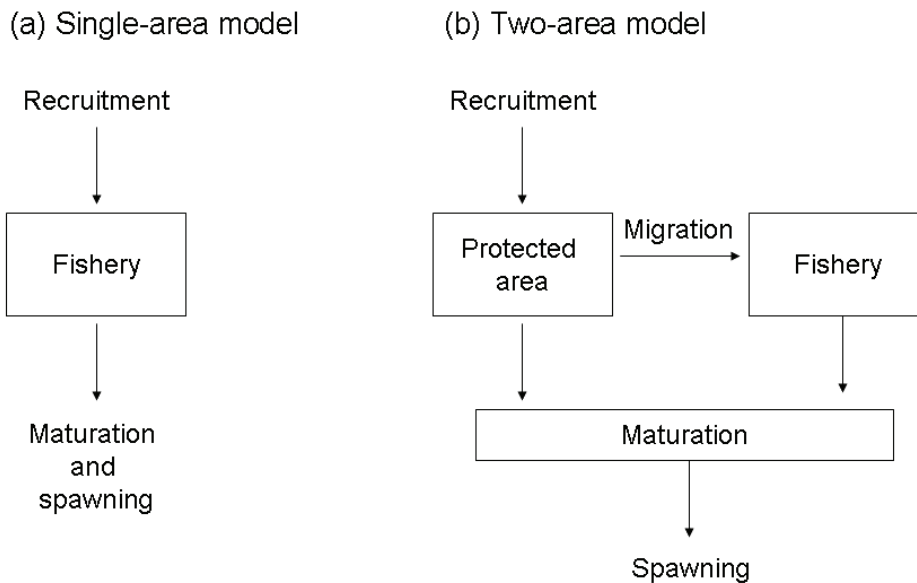 (a) Single-area model
Recruitment
Fishery
Maturation
and
spawning
(b) Two-area model
Recruitment
Protected
area
Migration
Fishery
Maturation
Spawning